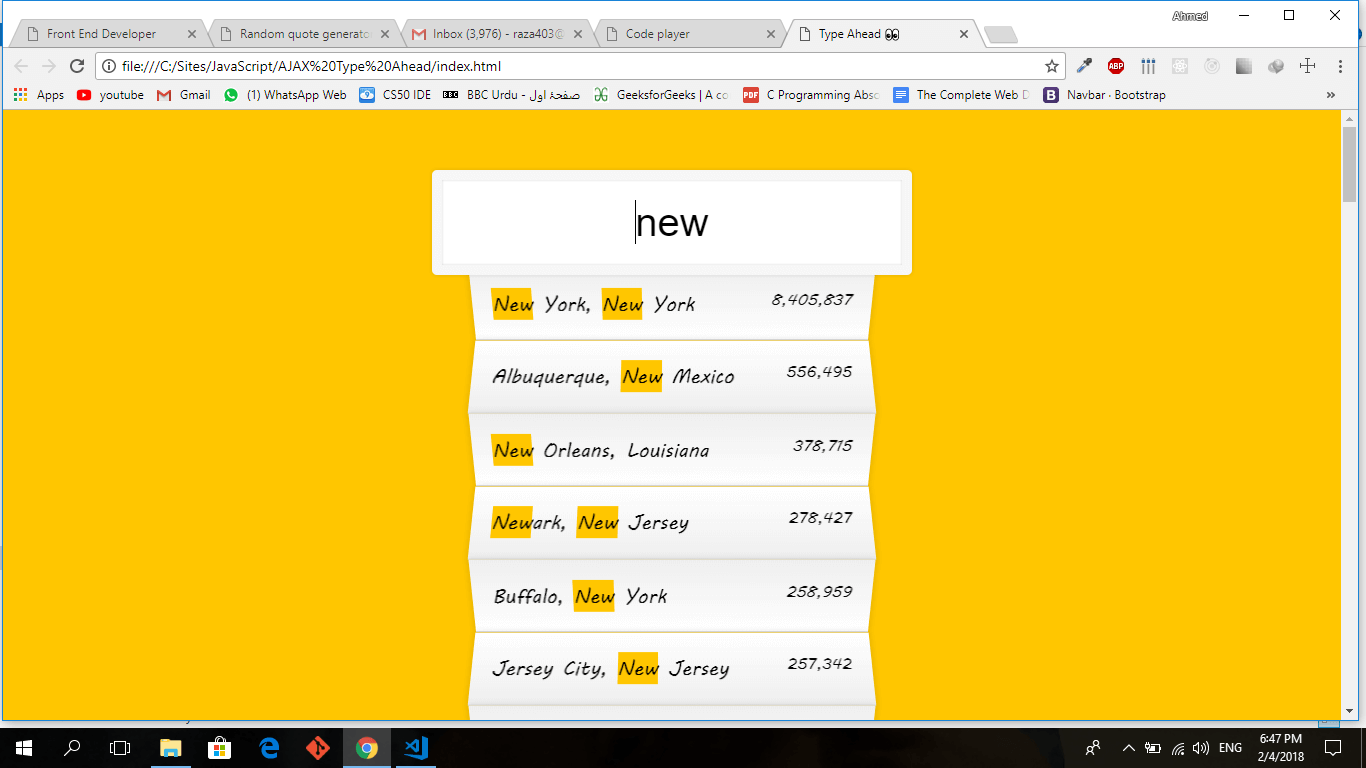 Ahmed
Front End Developer
Random quote generator
Inbox (3,976) - raza403@
Code player
Type Ahead 👀
file:///C:/Sites/JavaScript/AJAX%20Type%20Ahead/index.html
ABP
Apps
youtube
Gmail
(1) WhatsApp Web
CS50 IDE
BBC
BBC Urdu - صفحۂ اول
GeeksforGeeks | A co
PDF
C Programming Abso
The Complete Web D
B
Navbar · Bootstrap
»
new
New York, New York 8,405,837
Albuquerque, New Mexico 556,495
New Orleans, Louisiana 378,715
Newark, New Jersey 278,427
Buffalo, New York 258,959
Jersey City, New Jersey 257,342
ENG
6:47 PM
2/4/2018